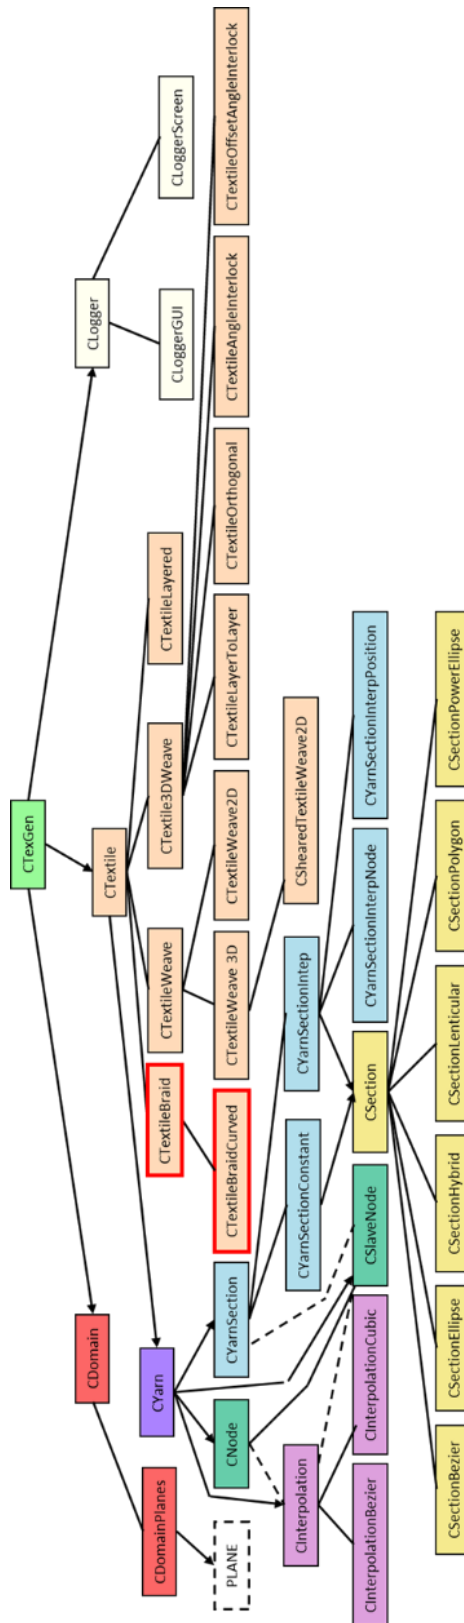 CTexGen
CDomain
CTextile
CLogger
CDomainPlanes
CYarn
CTextileBraid
CTextileWeave
CTextile3DWeave
CTextileLayered
CLoggerGUI
CLoggerScreen
PLANE
CNode
CYarnSection
CTextileBraidCurved
CTextileWeave 3D
CTextileWeave2D
CTextileLayerToLayer
CTextileOrthogonal
CTextileAngleInterlock
CTextileOffsetAngleInterlock
CInterpolation
CYarnSectionConstant
CYarnSectionIntep
CShearedTextileWeave2D
CInterpolationBezier
CInterpolationCubic
CSlaveNode
CSection
CYarnSectionInterpNode
CYarnSectionInterpPosition
CSectionBezier
CSectionEllipse
CSectionHybrid
CSectionLenticular
CSectionPolygon
CSectionPowerEllipse